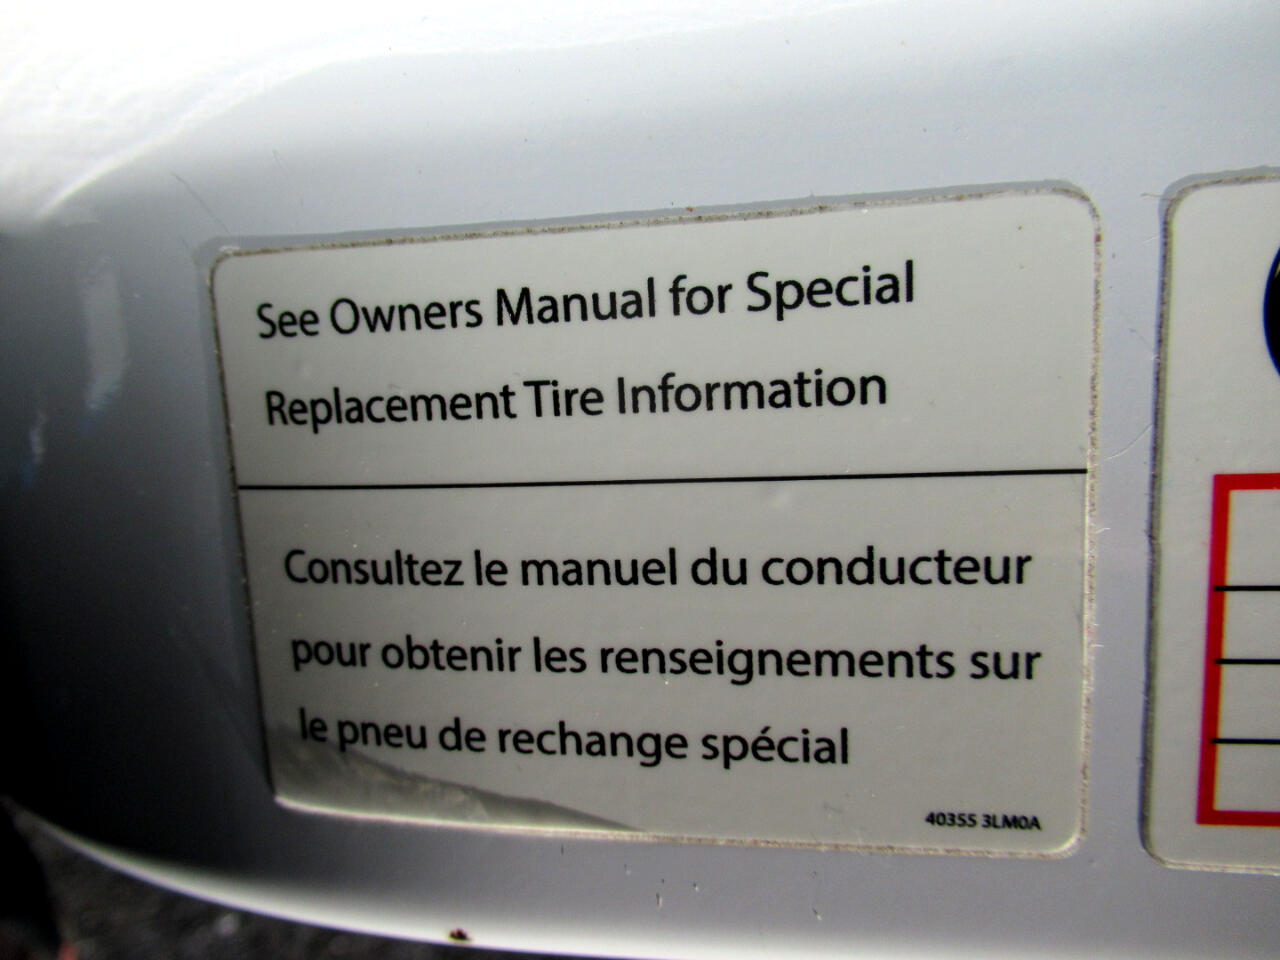 See Owners Manual for Special
Replacement Tire Information
Consultez le manuel du conducteur
pour obtenir les renseignements sur
le pneu de rechange spécial
40355 3LM0A